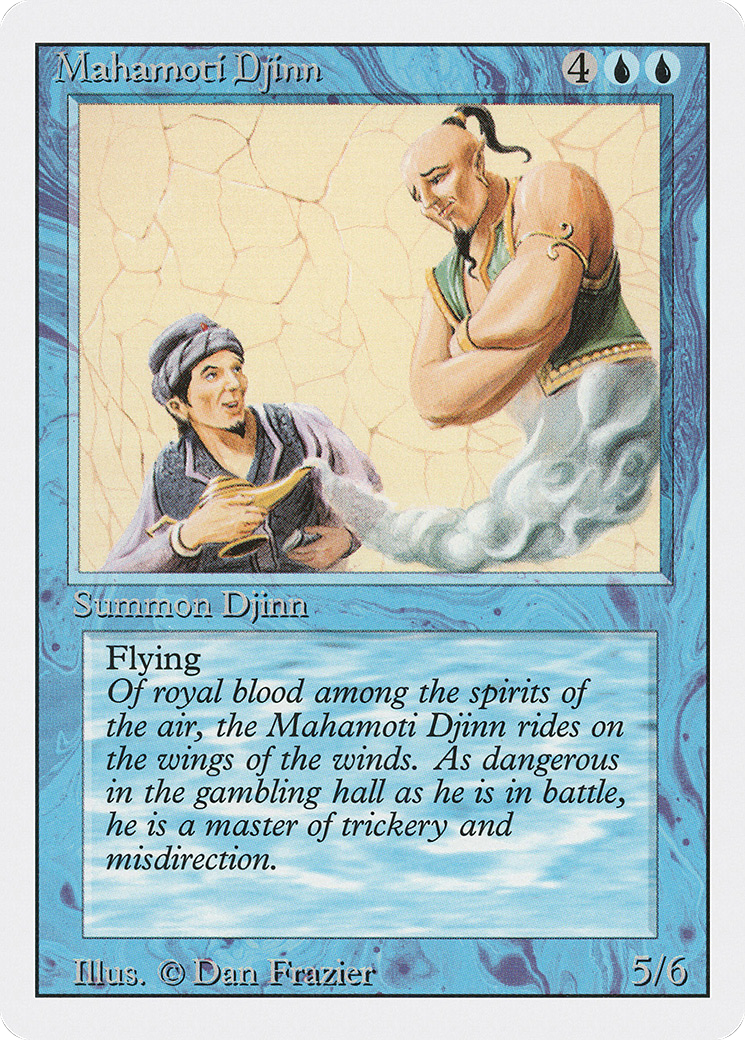 Mahamoti Djinn 4
Summon Djinn
Flying
Of royal blood among the spirits of
the air, the Mahamoti Djinn rides on
the wings of the winds. As dangerous
in the gambling hall as he is in battle,
he is a master of trickery and
misdirection.
Illus. © Dan Frazier 5/6